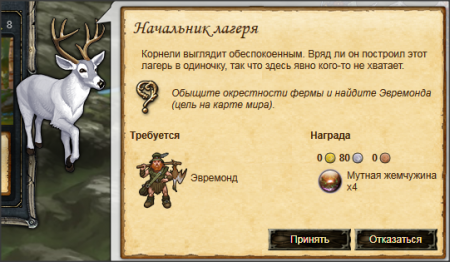 8
Начальник лагеря
Корнели выглядит обеспокоенным. Вряд ли он построил этот
лагерь в одиночку, так что здесь явно кого-то не хватает.
Обыщите окрестности фермы и найдите Эвремонда
(цель на карте мира).
Требуется
Награда
Эвремонд
0 80 0
Мутная жемчужина
x4
Принять
Отказаться